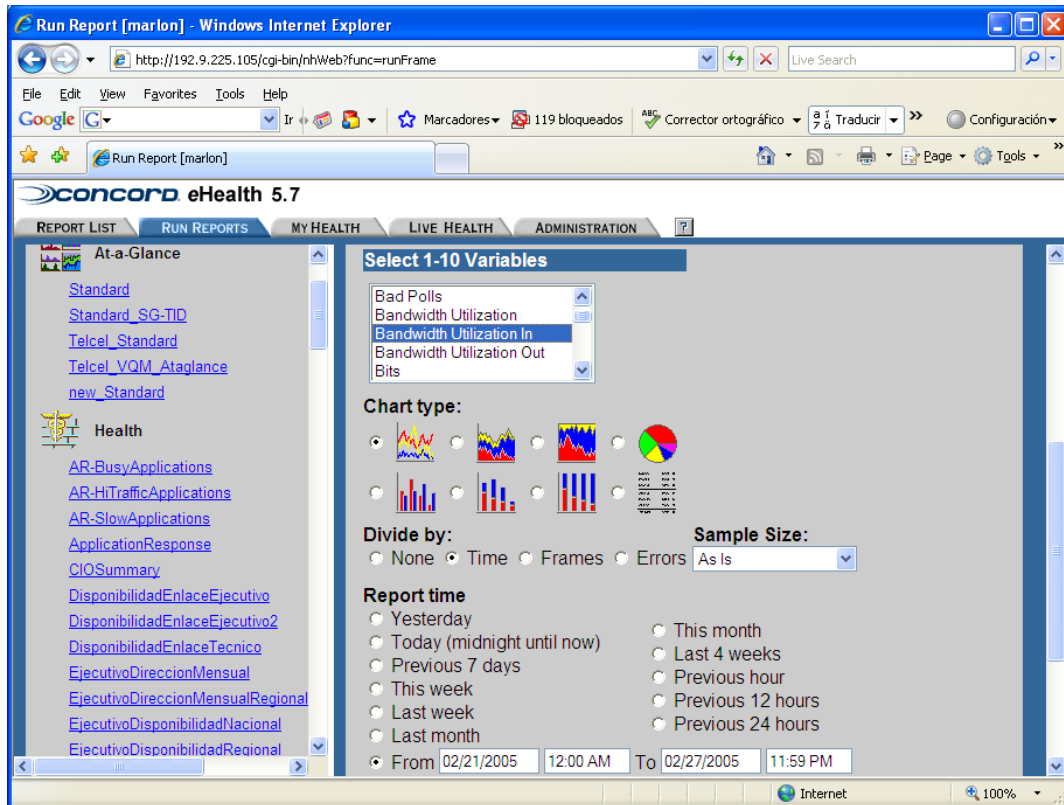 Run Report [marlon] - Windows Internet Explorer
http://192.9.225.105/cgi-bin/nhWeb?func=runFrame
Live Search
File Edit View Favorites Tools Help
Google G Ir Marcadores 119 bloqueados ABC Corrector ortográfico Traducir Configuración
Run Report [marlon] Page Tools
CONCORD eHealth 5.7
REPORT LIST RUN REPORTS MY HEALTH LIVE HEALTH ADMINISTRATION ?
At-a-Glance
Standard
Standard_SG-TID
Telcel_Standard
Telcel_VQM_Ataglance
new_Standard
Health
AR-BusyApplications
AR-HiTrafficApplications
AR-SlowApplications
ApplicationResponse
CIOSummary
DisponibilidadEnlaceEjecutivo
DisponibilidadEnlaceEjecutivo2
DisponibilidadEnlaceTecnico
EjecutivoDireccionMensual
EjecutivoDireccionMensualRegional
EjecutivoDisponibilidadNacional
EjecutivoDisponibilidadRegional
Select 1-10 Variables
Bad Polls
Bandwidth Utilization
Bandwidth Utilization In
Bandwidth Utilization Out
Bits
Chart type:
Divide by:
None Time Frames Errors
Sample Size:
As Is
Report time
Yesterday
Today (midnight until now)
Previous 7 days
This week
Last week
Last month
This month
Last 4 weeks
Previous hour
Previous 12 hours
Previous 24 hours
From 02/21/2005 12:00 AM To 02/27/2005 11:59 PM
Internet 100%